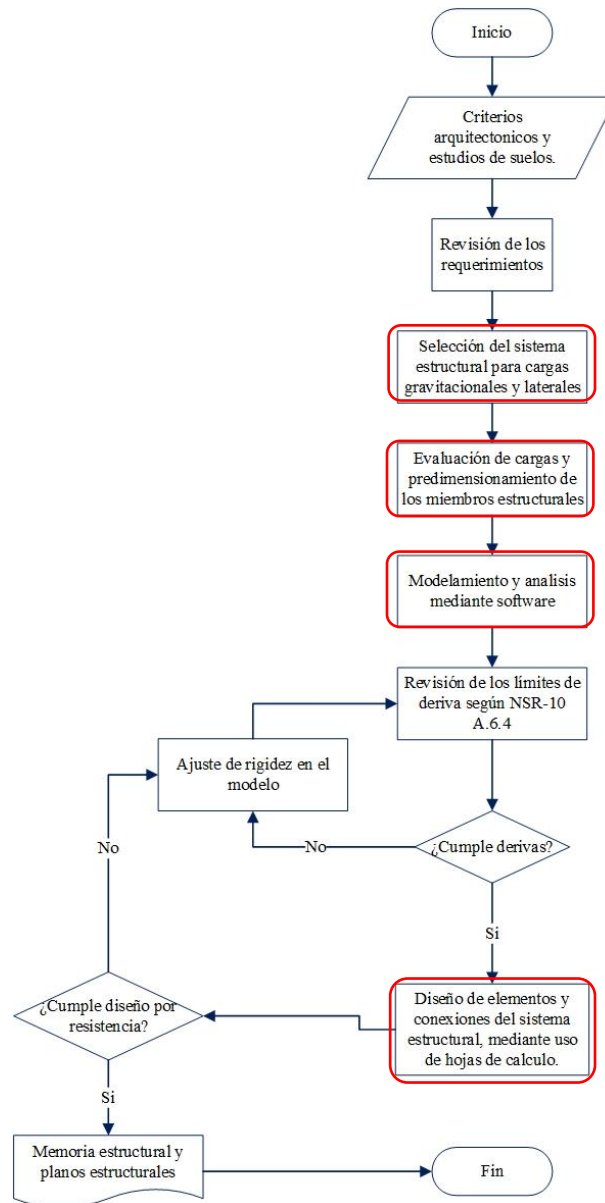 Inicio
Criterios
arquitectonicos y
estudios de suelos.
Revisión de los
requerimientos
Selección del sistema
estructural para cargas
gravitacionales y laterales
Evaluación de cargas y
predimensionamiento de
los miembros estructurales
Modelamiento y analisis
mediante software
Revisión de los límites de
deriva según NSR-10
A.6.4
Ajuste de rigidez en el
modelo
¿Cumple derivas?
No
No
Si
Diseño de elementos y
conexiones del sistema
estructural, mediante uso
de hojas de calculo.
¿Cumple diseño por
resistencia?
Si
Memoria estructural y
planos estructurales
Fin